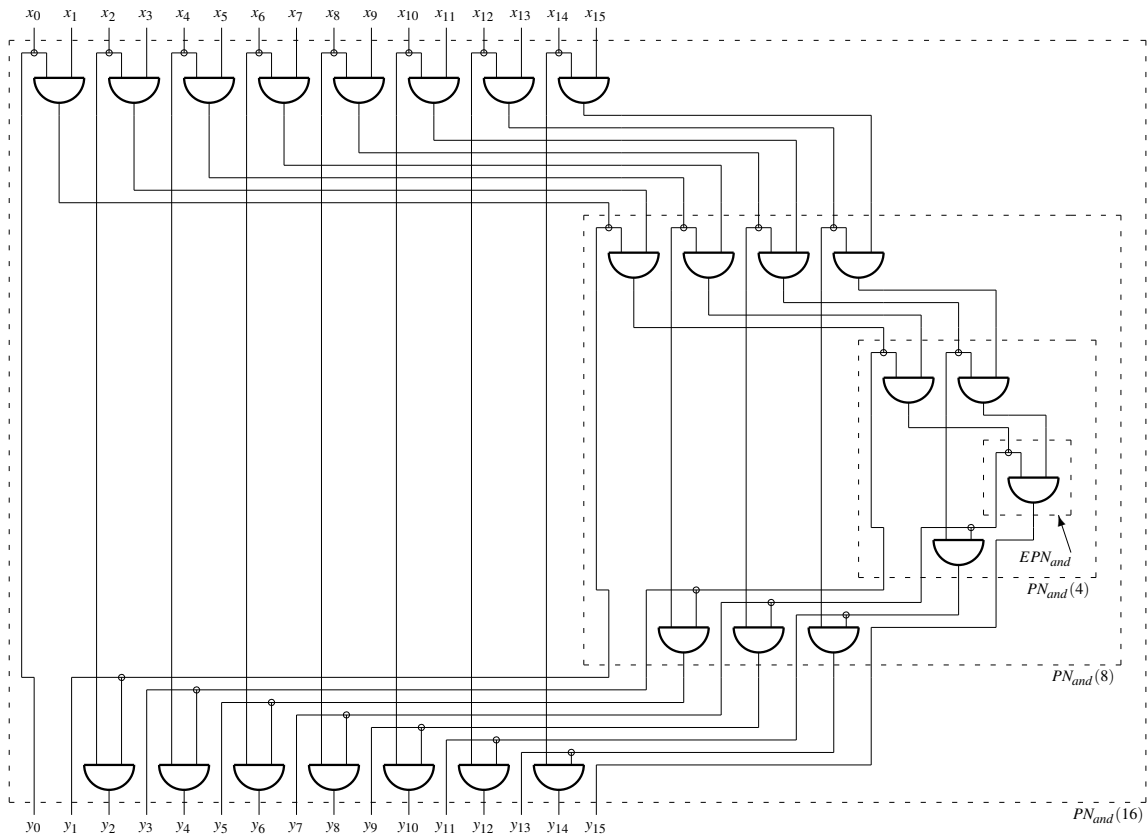 x0 x1 x2 x3 x4 x5 x6 x7 x8 x9 x10 x11 x12 x13 x14 x15
EPNand
PNand(4)
PNand(8)
PNand(16)
y0 y1 y2 y3 y4 y5 y6 y7 y8 y9 y10 y11 y12 y13 y14 y15